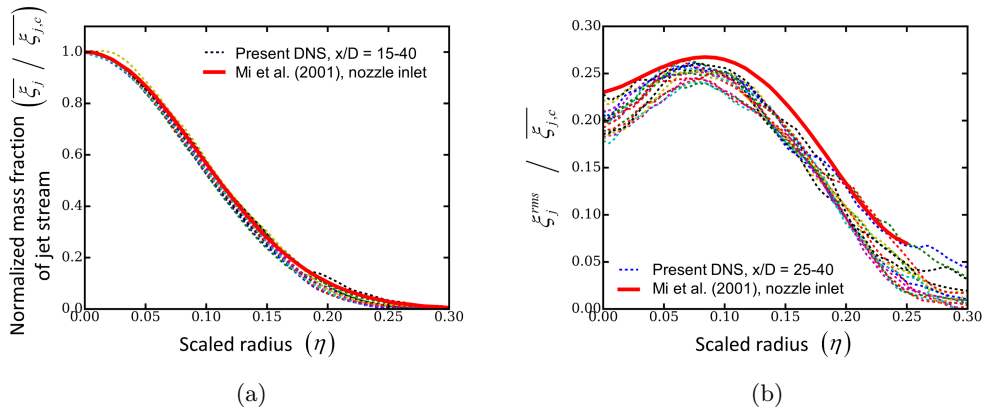 Normalized mass fraction (ξ_j / ξ_{j,c})
of jet stream
1.0
0.8
0.6
0.4
0.2
0.0
0.00 0.05 0.10 0.15 0.20 0.25 0.30
Present DNS, x/D = 15-40
Mi et al. (2001), nozzle inlet
Scaled radius (η)
(a)
ξ_j^{rms} / ξ_{j,c}
0.30
0.25
0.20
0.15
0.10
0.05
0.00
0.00 0.05 0.10 0.15 0.20 0.25 0.30
Present DNS, x/D = 25-40
Mi et al. (2001), nozzle inlet
Scaled radius (η)
(b)